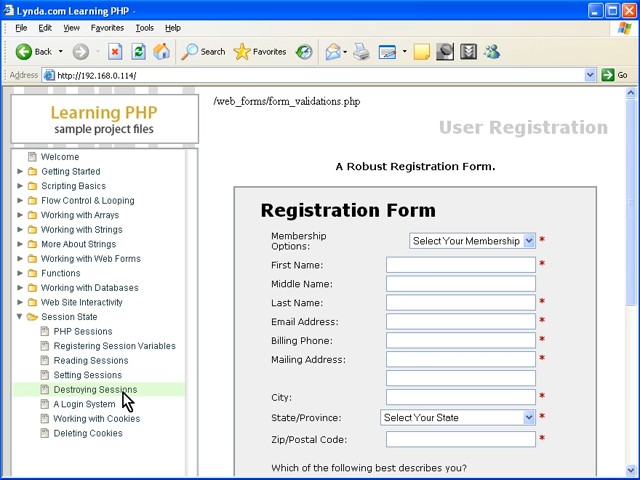 Lynda.com Learning PHP -
File Edit View Favorites Tools Help
Back Search Favorites
Address http://192.168.0.114/ Go
Learning PHP
sample project files
Welcome
Getting Started
Scripting Basics
Flow Control & Looping
Working with Arrays
Working with Strings
More About Strings
Working with Web Forms
Functions
Working with Databases
Web Site Interactivity
Session State
PHP Sessions
Registering Session Variables
Reading Sessions
Setting Sessions
Destroying Sessions
A Login System
Working with Cookies
Deleting Cookies
/web_forms/form_validations.php
User Registration
A Robust Registration Form.
Registration Form
Membership
Options: Select Your Membership *
First Name: *
Middle Name:
Last Name: *
Email Address: *
Billing Phone: *
Mailing Address: *
City: *
State/Province: Select Your State *
Zip/Postal Code: *
Which of the following best describes you?